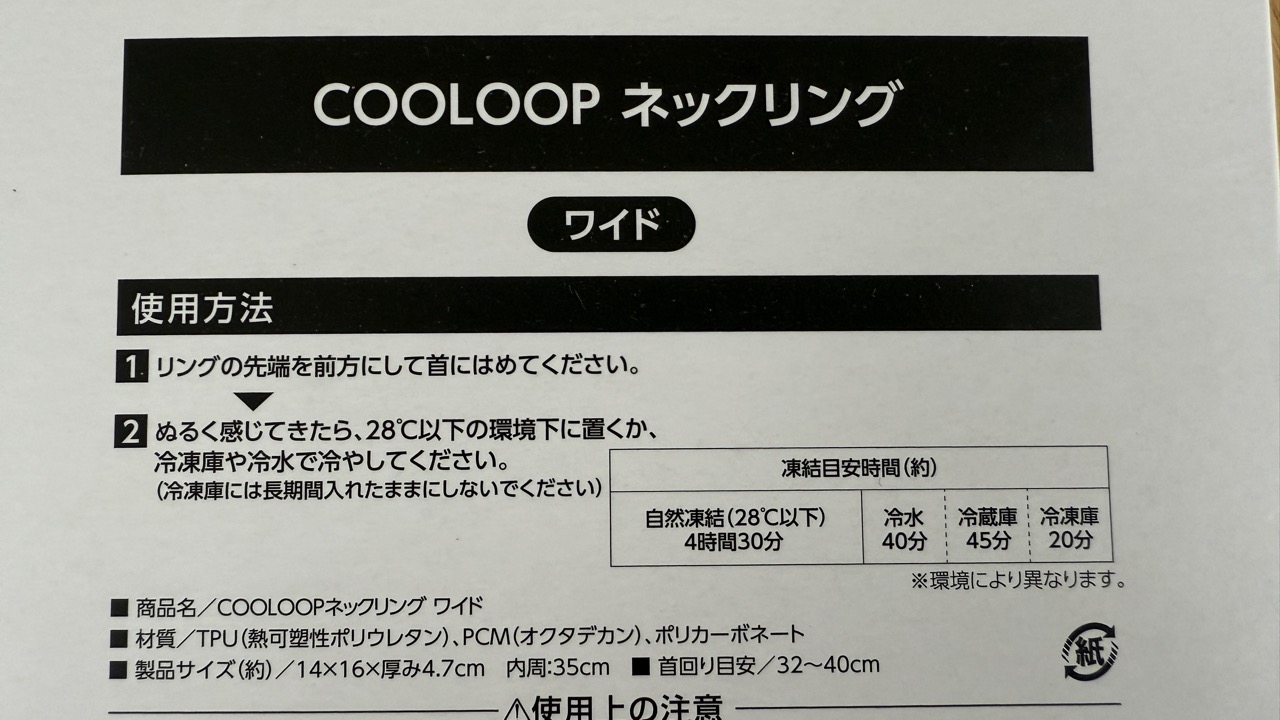 COOLOOP ネックリング
ワイド
使用方法
1 リングの先端を前方にして首にはめてください。
▼
2 ぬるく感じてきたら、28℃以下の環境下に置くか、
冷凍庫や冷水で冷やしてください。
(冷凍庫には長期間入れたままにしないでください)
凍結目安時間(約)
自然凍結(28℃以下) 冷水 冷蔵庫 冷凍庫
4時間30分 40分 45分 20分
※環境により異なります。
■ 商品名/COOLOOPネックリング ワイド
■ 材質/TPU(熱可塑性ポリウレタン)、PCM(オクタデカン)、ポリカーボネート
■ 製品サイズ(約)/14×16×厚み4.7cm 内周:35cm ■ 首回り目安/32〜40cm
紙
⚠使用上の注意